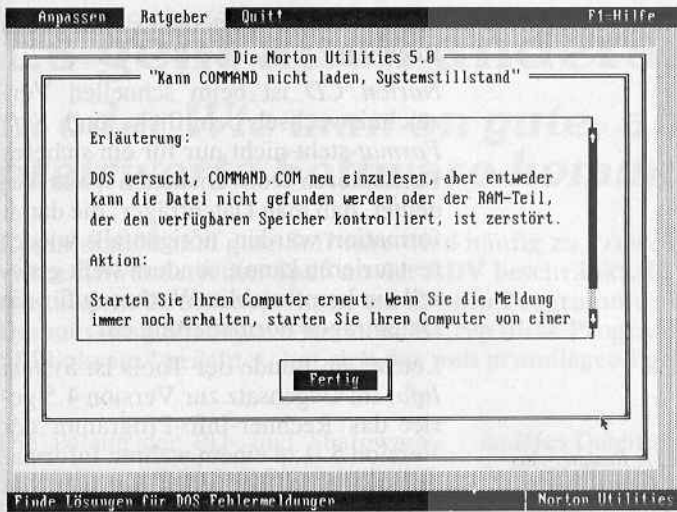 Anpassen Ratgeber Quit! F1=Hilfe
Die Norton Utilities 5.0
"Kann COMMAND nicht laden, Systemstillstand"
Erläuterung:
DOS versucht, COMMAND.COM neu einzulesen, aber entweder
kann die Datei nicht gefunden werden oder der RAM-Teil,
der den verfügbaren Speicher kontrolliert, ist zerstört.
Aktion:
Starten Sie Ihren Computer erneut. Wenn Sie die Meldung
immer noch erhalten, starten Sie Ihren Computer von einer
Fertig
Finde Lösungen für DOS-Fehlermeldungen Norton Utilities